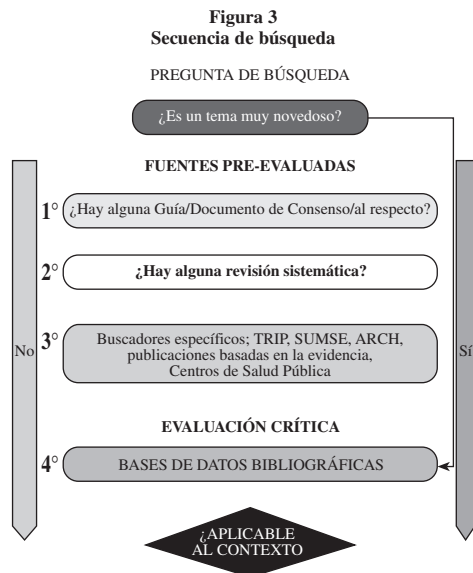 Figura 3
Secuencia de búsqueda
PREGUNTA DE BÚSQUEDA
¿Es un tema muy novedoso?
FUENTES PRE-EVALUADAS
1° ¿Hay alguna Guía/Documento de Consenso/al respecto?
2° ¿Hay alguna revisión sistemática?
No
3° Buscadores específicos; TRIP, SUMSE, ARCH,
publicaciones basadas en la evidencia,
Centros de Salud Pública
Sí
EVALUACIÓN CRÍTICA
4° BASES DE DATOS BIBLIOGRÁFICAS
¿APLICABLE
AL CONTEXTO